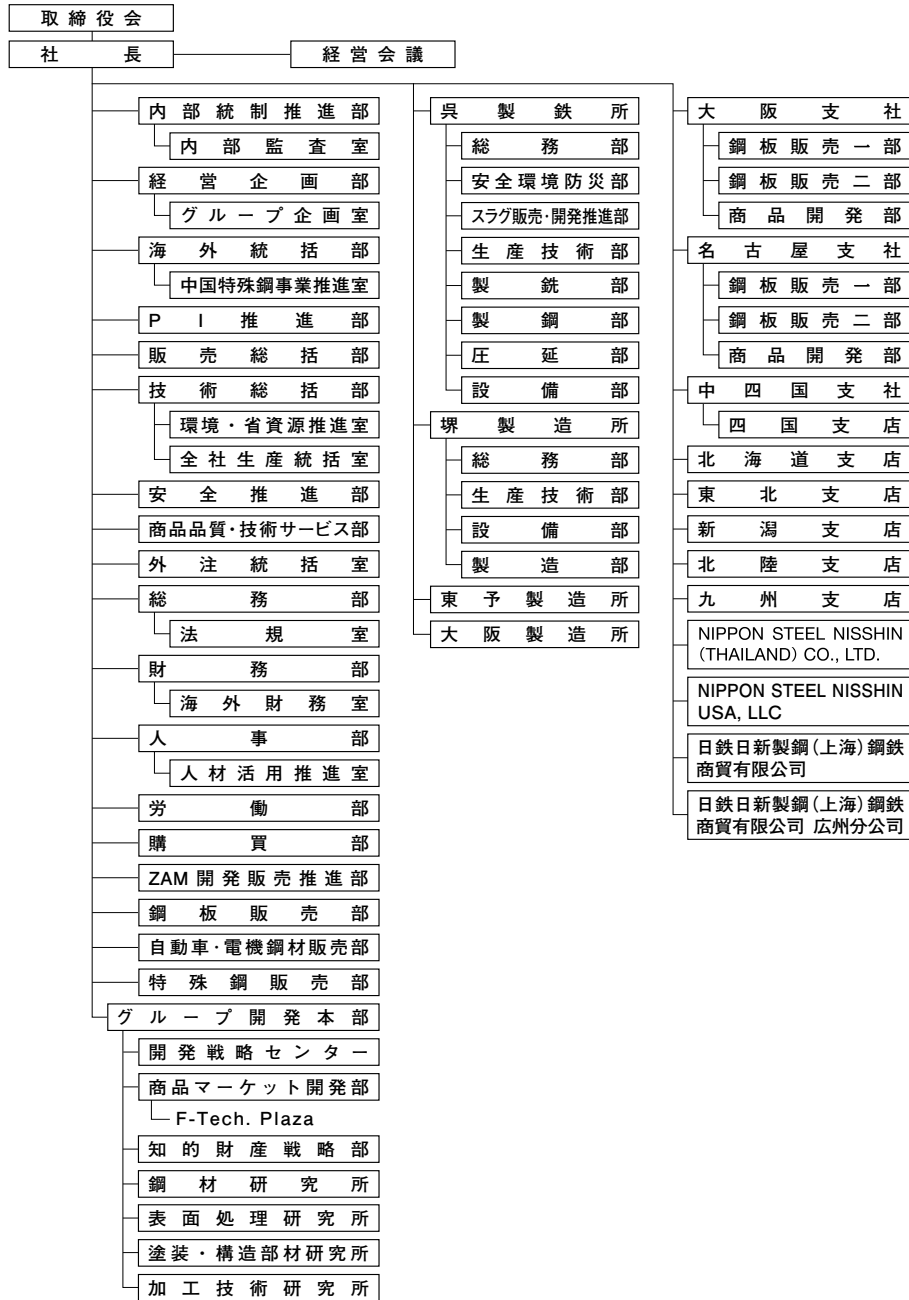 取締役会
社長
経営会議
内部統制推進部
内部監査室
経営企画部
グループ企画室
海外統括部
中国特殊鋼事業推進室
PI推進部
販売総括部
技術総括部
環境・省資源推進室
全社生産統括室
安全推進部
商品品質・技術サービス部
外注統括室
総務部
法規室
財務部
海外財務室
人事部
人材活用推進室
労働部
購買部
ZAM開発販売推進部
鋼板販売部
自動車・電機鋼材販売部
特殊鋼販売部
グループ開発本部
開発戦略センター
商品マーケット開発部
F-Tech. Plaza
知的財産戦略部
鋼材研究所
表面処理研究所
塗装・構造部材研究所
加工技術研究所
呉製鉄所
総務部
安全環境防災部
スラグ販売・開発推進部
生産技術部
製銑部
製鋼部
圧延部
設備部
堺製造所
総務部
生産技術部
設備部
製造部
東予製造所
大阪製造所
大阪支社
鋼板販売一部
鋼板販売二部
商品開発部
名古屋支社
鋼板販売一部
鋼板販売二部
商品開発部
中四国支社
四国支店
北海道支店
東北支店
新潟支店
北陸支店
九州支店
NIPPON STEEL NISSHIN
(THAILAND) CO., LTD.
NIPPON STEEL NISSHIN
USA, LLC
日鉄日新製鋼(上海)鋼鉄
商貿有限公司
日鉄日新製鋼(上海)鋼鉄
商貿有限公司 広州分公司